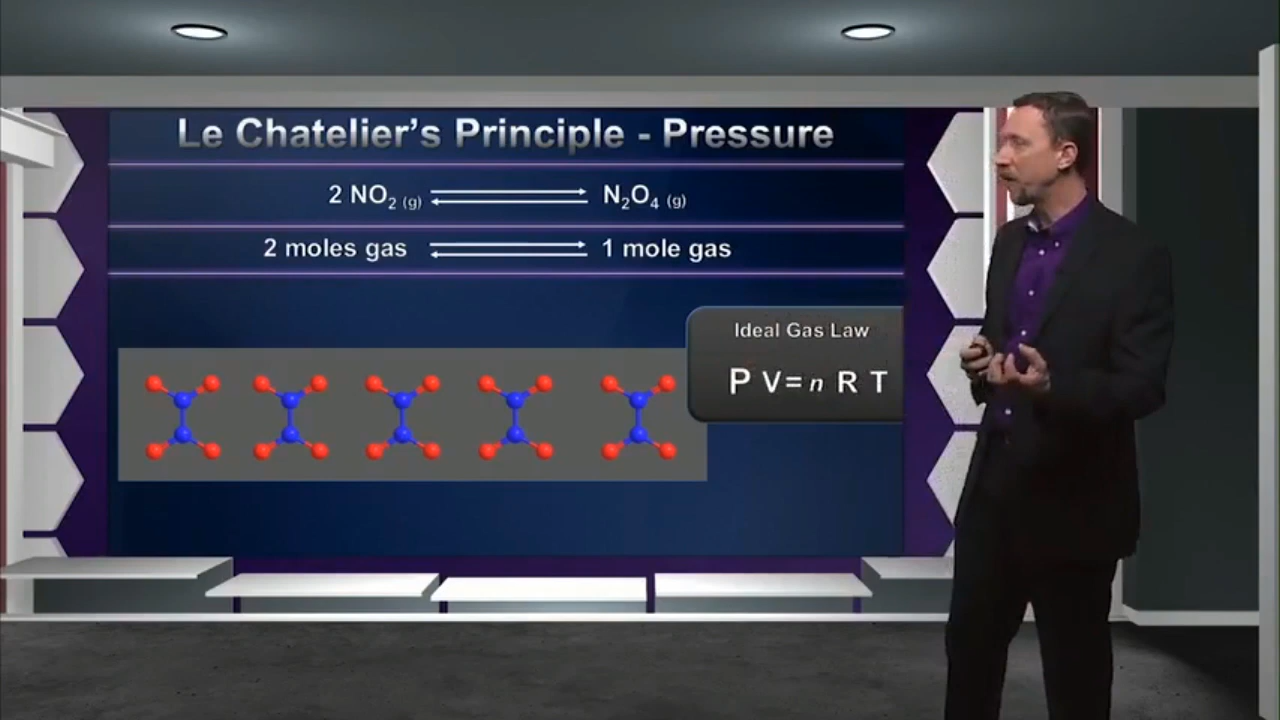 Le Chatelier's Principle - Pressure
2 NO₂ (g) ⇌ N₂O₄ (g)
2 moles gas ⇌ 1 mole gas
Ideal Gas Law
P V = n R T